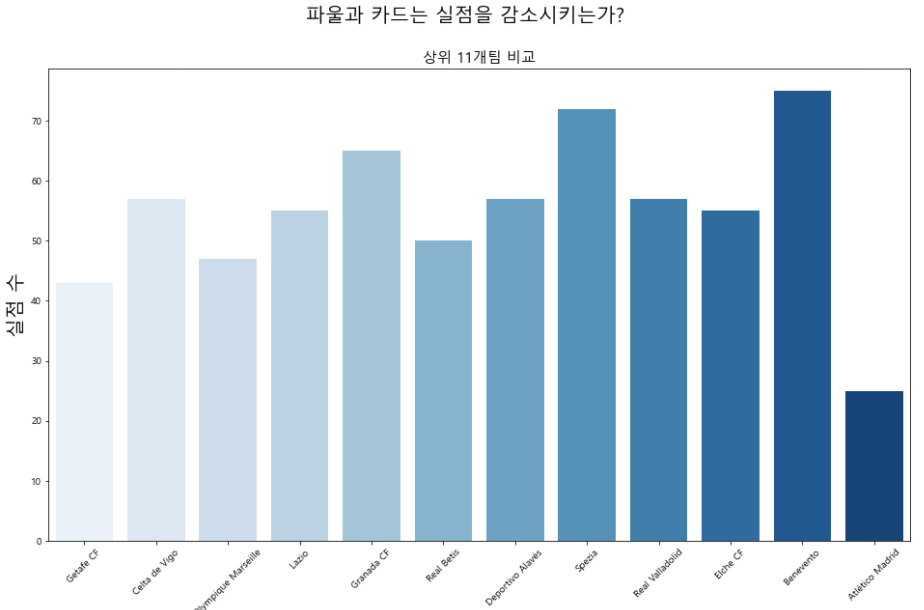 파울과 카드는 실점을 감소시키는가?
상위 11개팀 비교
실점 수
70
60
50
40
30
20
10
0
Getafe CF
Celta de Vigo
lympique Marseille
Lazio
Granada CF
Real Betis
Deportivo Alavés
Spezia
Real Valladolid
Elche CF
Benevento
Atlético Madrid